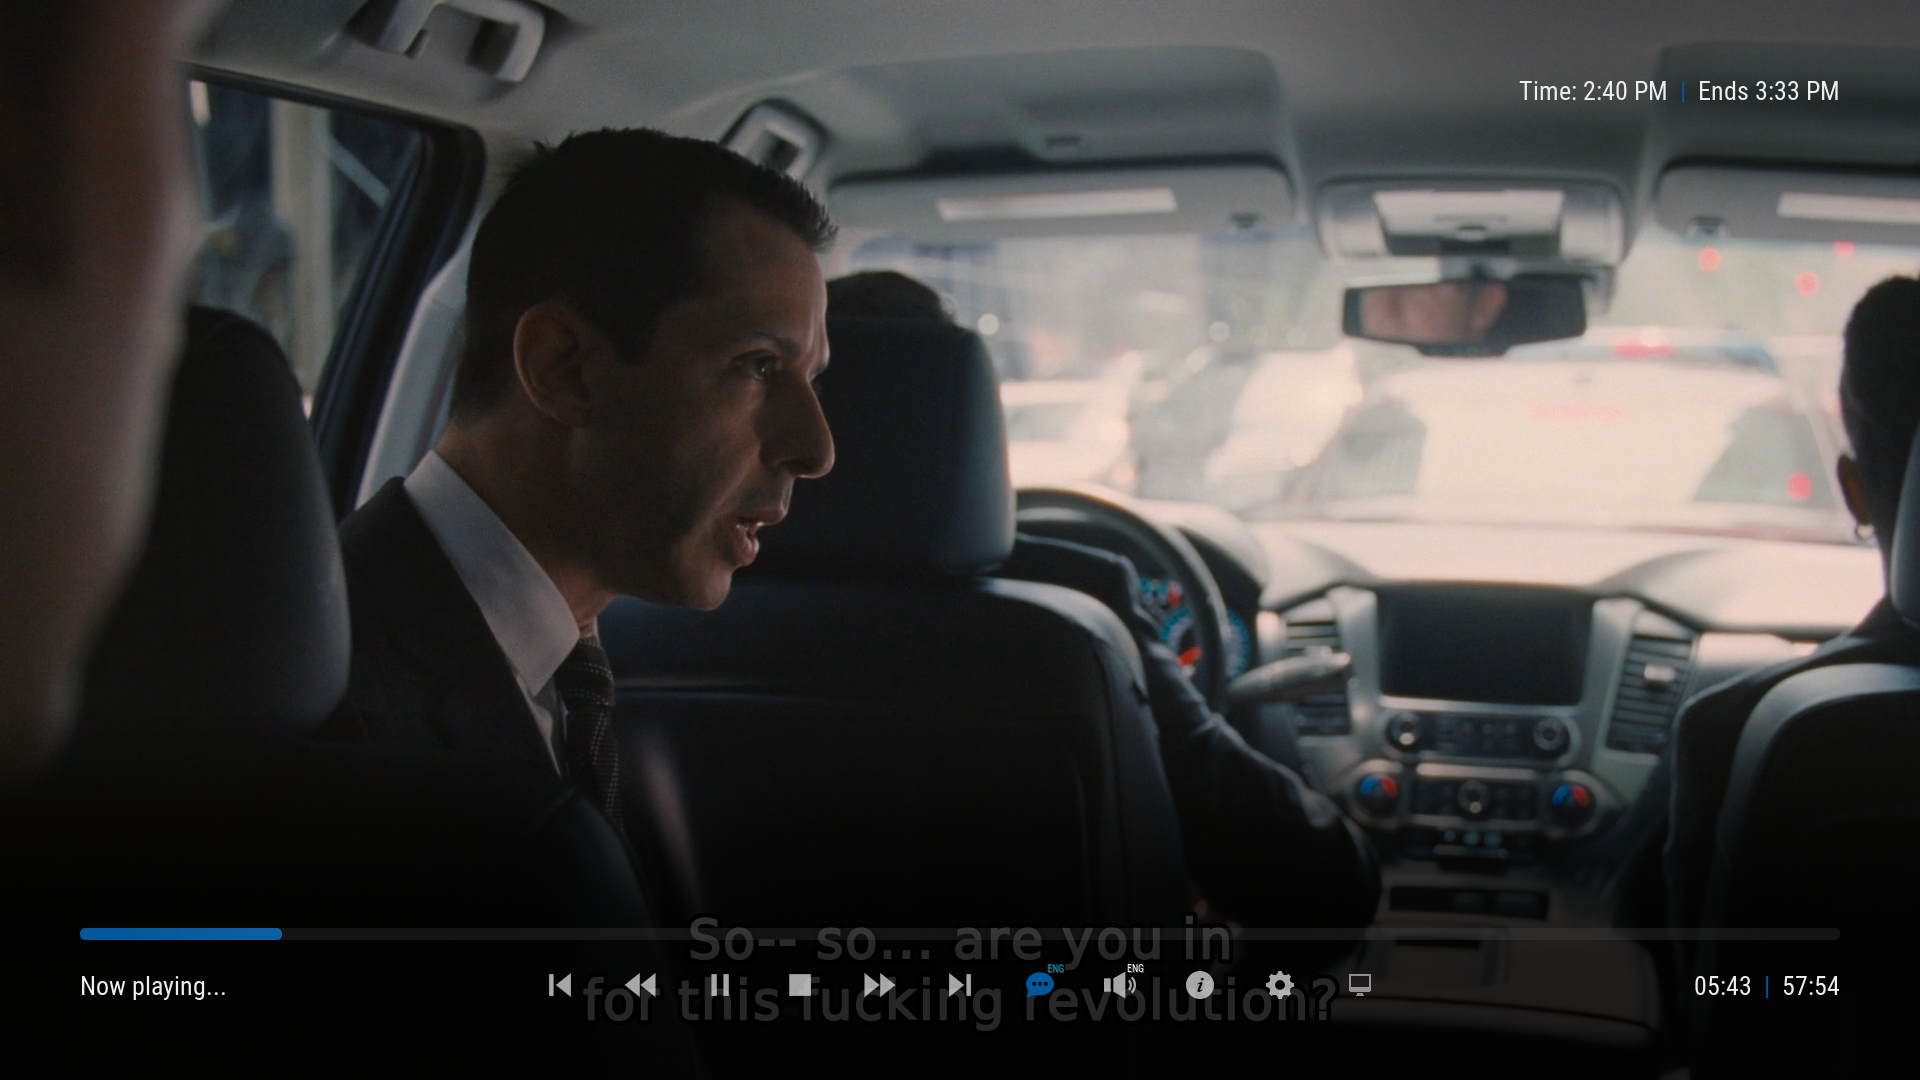 Time: 2:40 PM | Ends 3:33 PM
So-- so... are you in
for this fucking revolution?
ENG
ENG
Now playing...
05:43 | 57:54